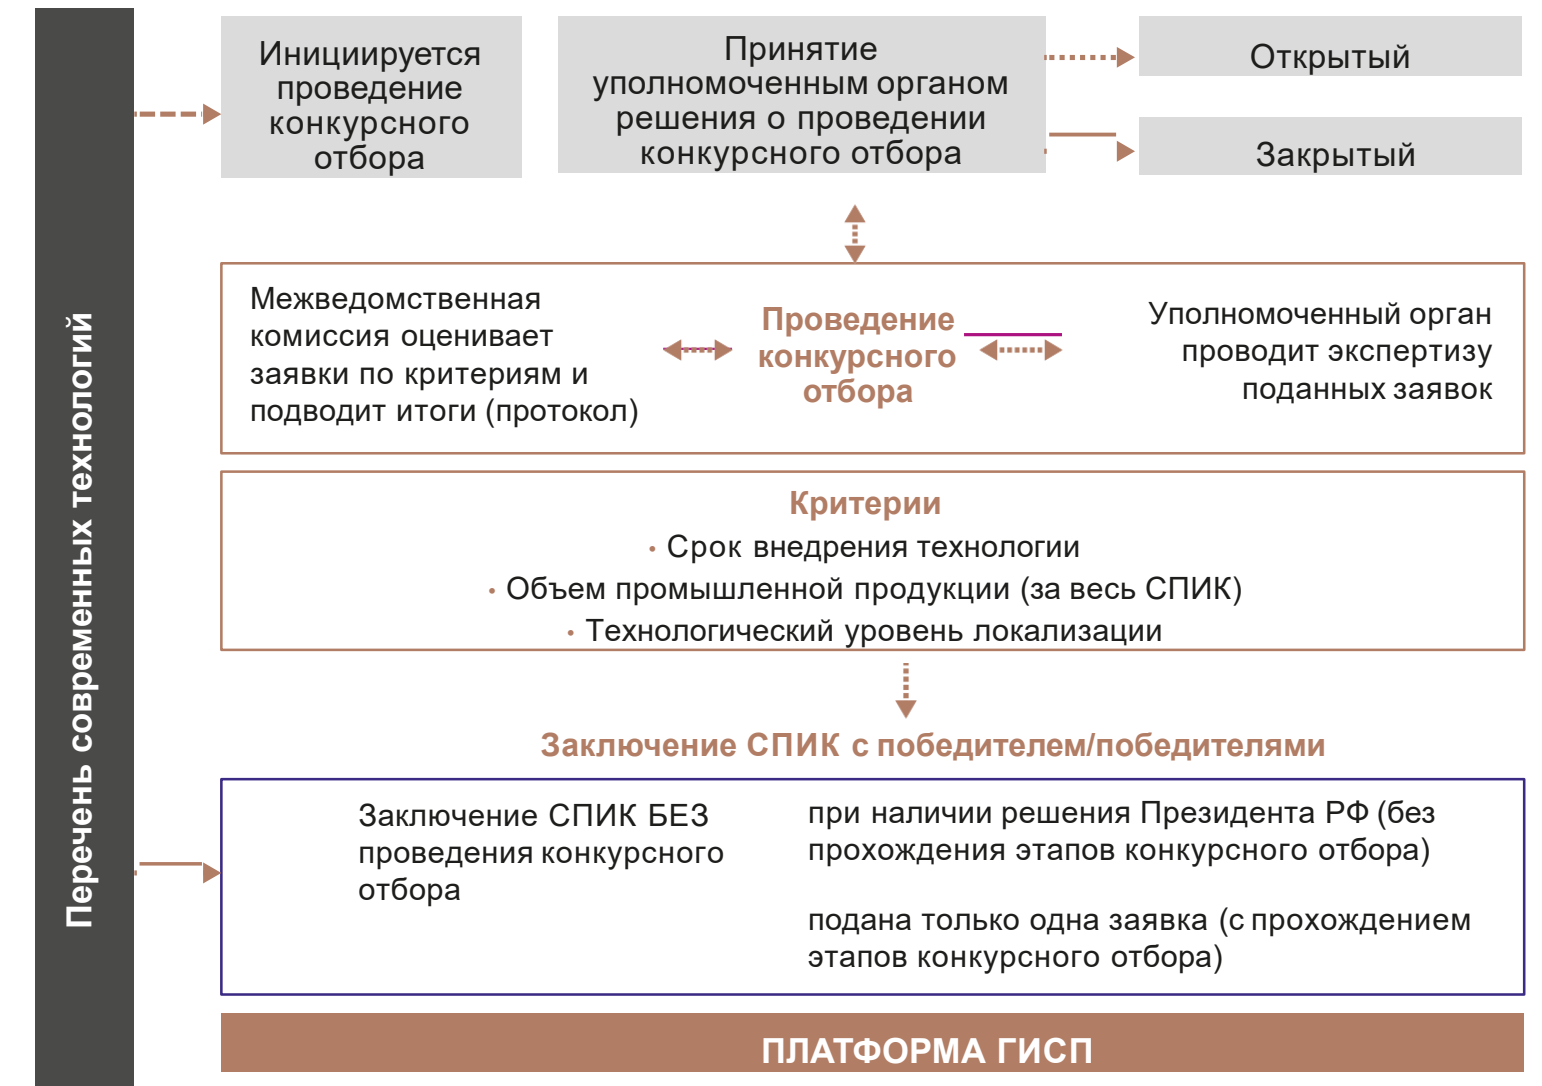 Перечень современных технологий
Инициируется
проведение
конкурсного
отбора
Принятие
уполномоченным органом
решения о проведении
конкурсного отбора
Открытый
Закрытый
Межведомственная
комиссия оценивает
заявки по критериям и
подводит итоги (протокол)
Проведение
конкурсного
отбора
Уполномоченный орган
проводит экспертизу
поданных заявок
Критерии
• Срок внедрения технологии
• Объем промышленной продукции (за весь СПИК)
• Технологический уровень локализации
Заключение СПИК с победителем/победителями
Заключение СПИК БЕЗ
проведения конкурсного
отбора
при наличии решения Президента РФ (без
прохождения этапов конкурсного отбора)
подана только одна заявка (с прохождением
этапов конкурсного отбора)
ПЛАТФОРМА ГИСП